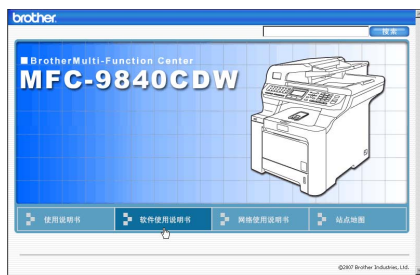 brother
搜索
BrotherMulti-Function Center
MFC-9840CDW
使用说明书
软件使用说明书
网络使用说明书
站点地图
©2007 Brother Industries, Ltd.